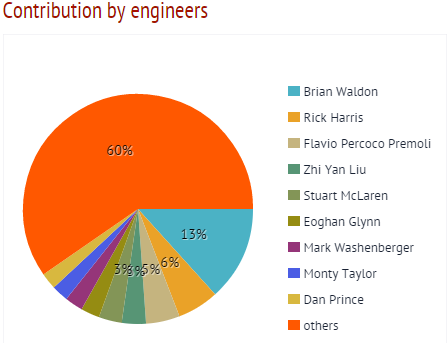 Contribution by engineers
60%
13%
6%
5%
3%
3%
Brian Waldon
Rick Harris
Flavio Percoco Premoli
Zhi Yan Liu
Stuart McLaren
Eoghan Glynn
Mark Washenberger
Monty Taylor
Dan Prince
others